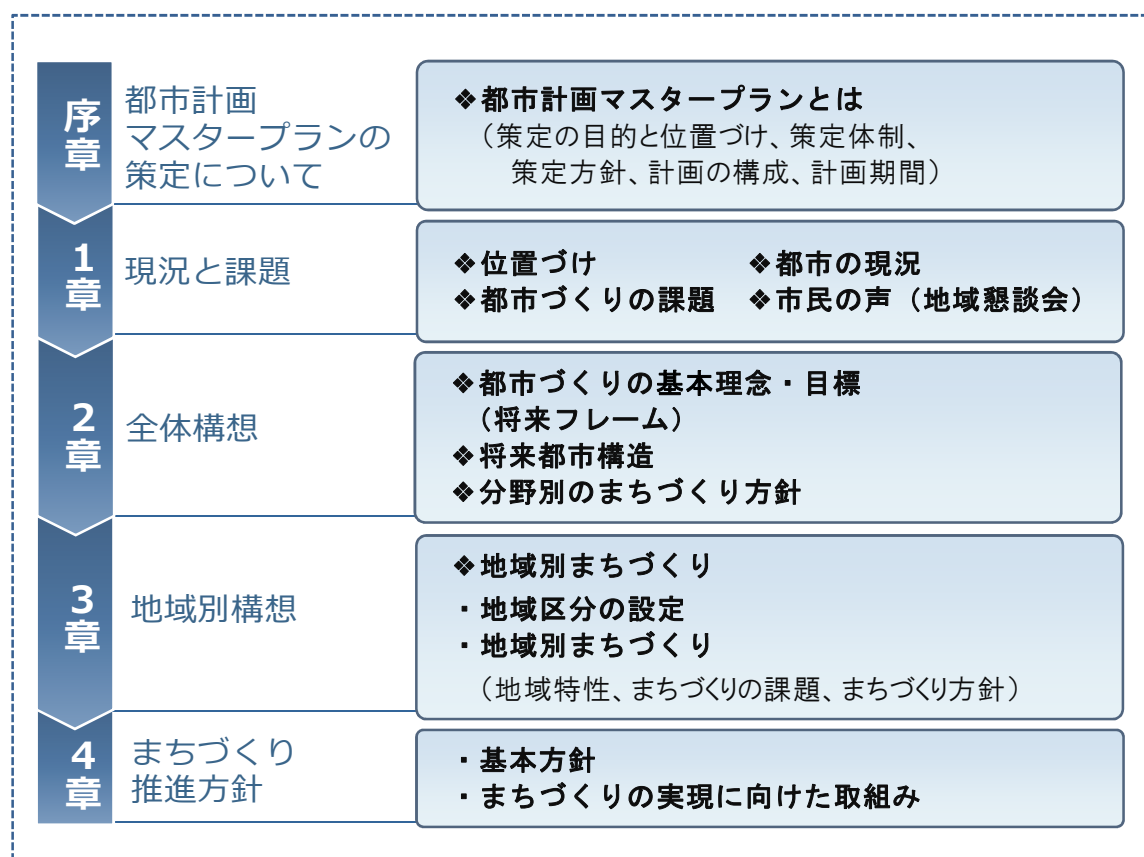 序章
都市計画
マスタープランの
策定について
❖都市計画マスタープランとは
（策定の目的と位置づけ、策定体制、
策定方針、計画の構成、計画期間）
1章
現況と課題
❖位置づけ ❖都市の現況
❖都市づくりの課題 ❖市民の声（地域懇談会）
2章
全体構想
❖都市づくりの基本理念・目標
（将来フレーム）
❖将来都市構造
❖分野別のまちづくり方針
3章
地域別構想
❖地域別まちづくり
・地域区分の設定
・地域別まちづくり
（地域特性、まちづくりの課題、まちづくり方針）
4章
まちづくり
推進方針
・基本方針
・まちづくりの実現に向けた取組み